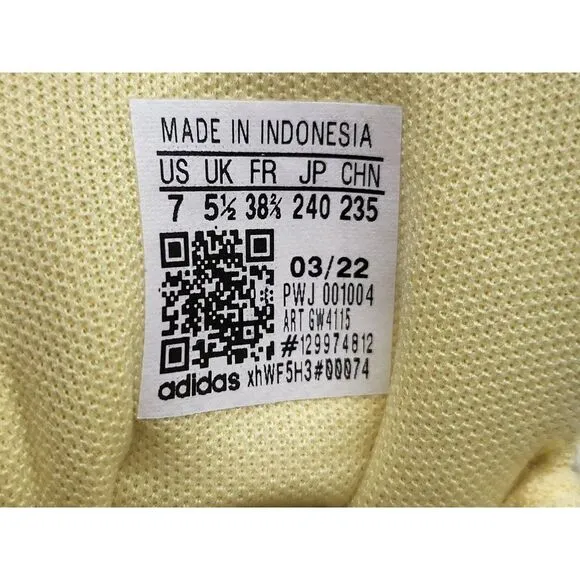 MADE IN INDONESIA
US UK FR JP CHN
7 5½ 38⅔ 240 235
03/22
PWJ 001004
ART GW4115
#129974812
adidas xhWF5H3#00074